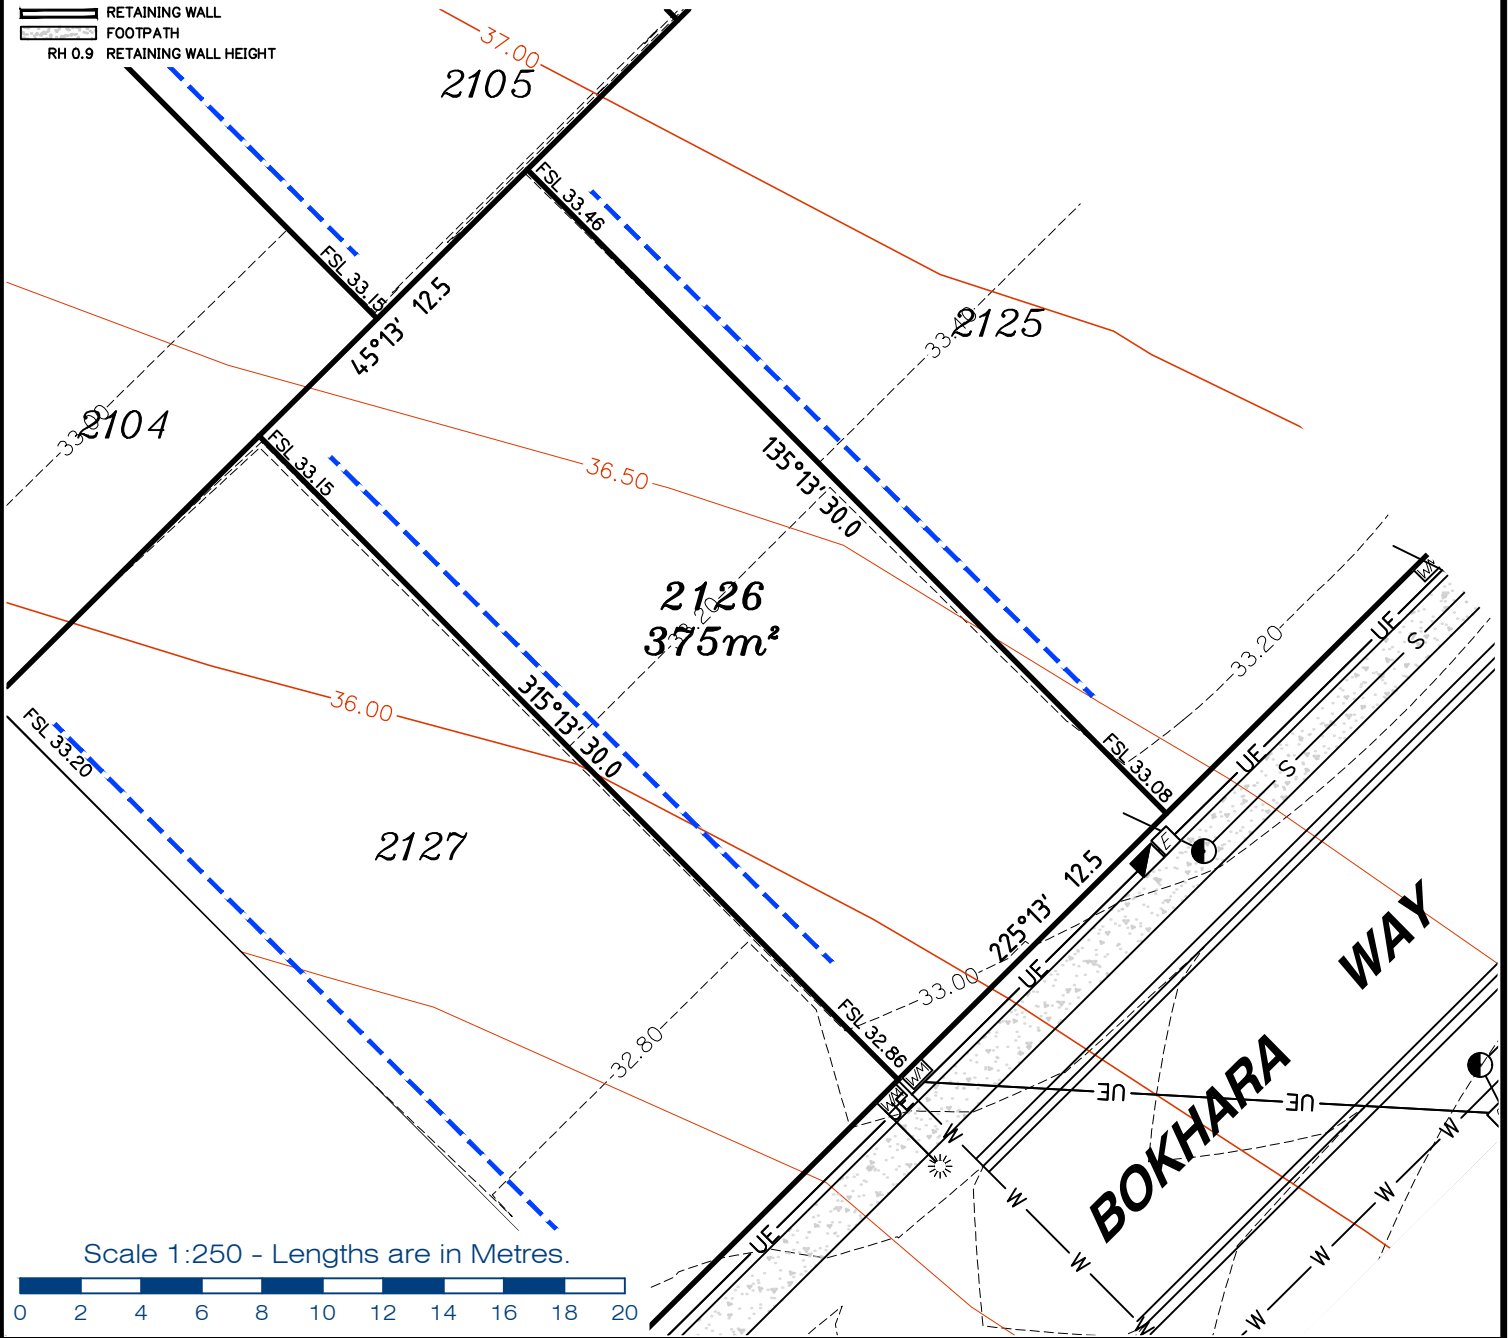 RETAINING WALL
FOOTPATH
RH 0.9 RETAINING WALL HEIGHT
37.00
2105
FSL 33.46
FSL 33.15
45°13' 12.5
2125
2104
FSL 33.15
36.50
135°13' 30.0
2126
375m²
33.20
36.00
315°13' 30.0
FSL 33.20
FSL 33.08
2127
UE
S
UE
S
E
225°13' 12.5
UE
33.00
FSL 32.86
32.80
WM
WAY
BOKHARA
UE
UE
W
W
W
W
W
W
W
W
UE
Scale 1:250 - Lengths are in Metres.
0 2 4 6 8 10 12 14 16 18 20